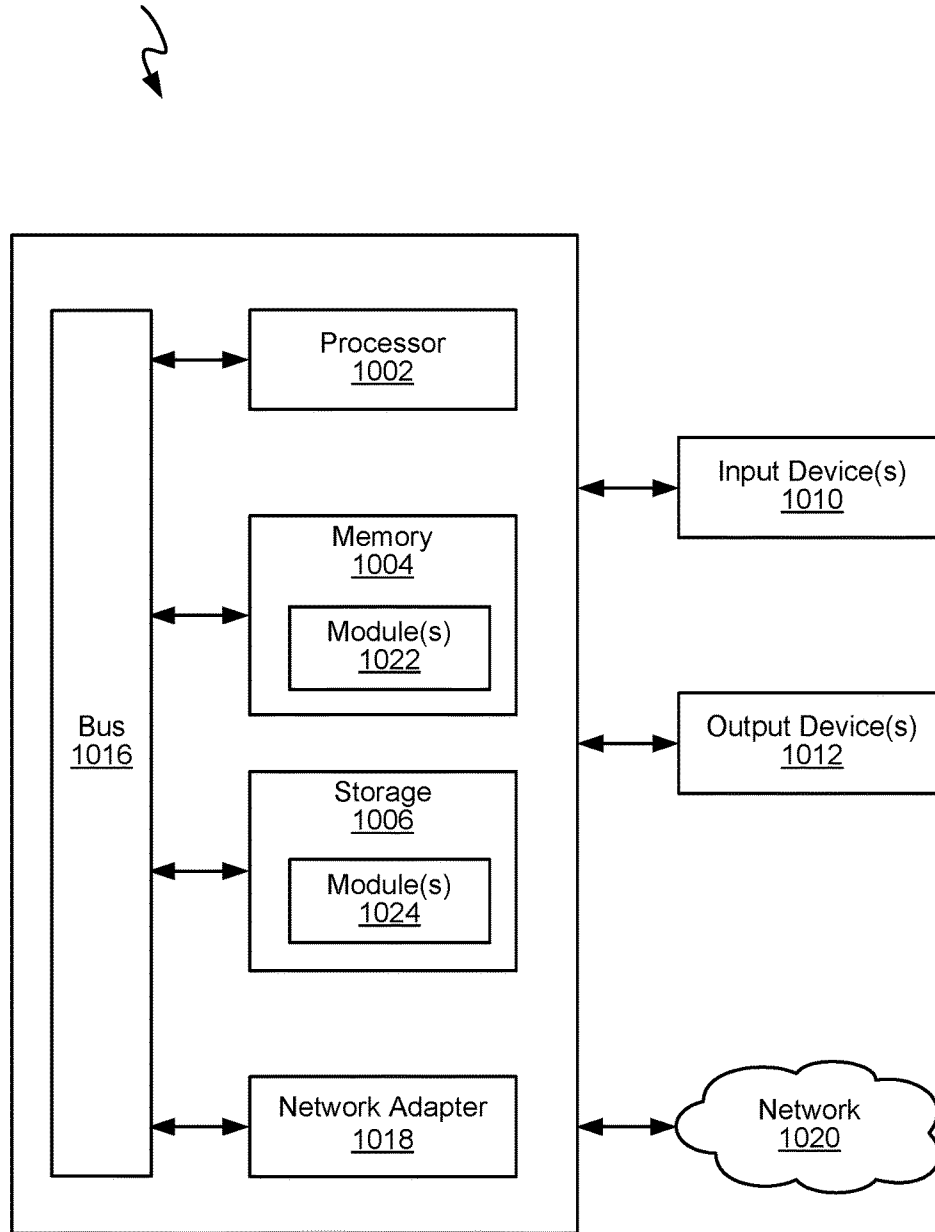 Processor
1002
Input Device(s)
1010
Memory
1004
Module(s)
1022
Bus
1016
Output Device(s)
1012
Storage
1006
Module(s)
1024
Network Adapter
1018
Network
1020